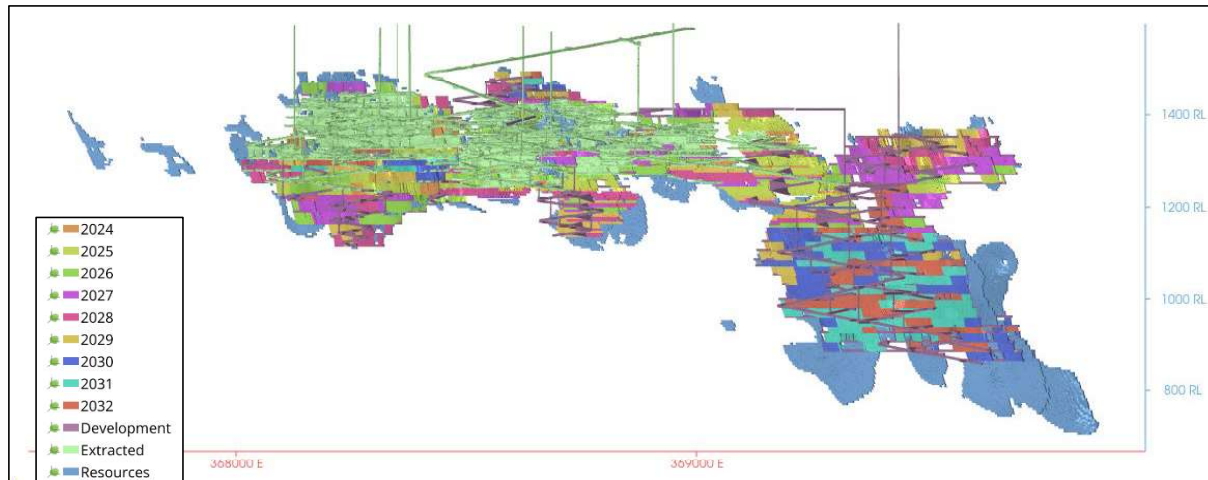 1400 RL
1200 RL
2024
2025
2026
2027
1000 RL
2028
2029
2030
2031
800 RL
2032
Development
Extracted
368000 E
369000 E
Resources